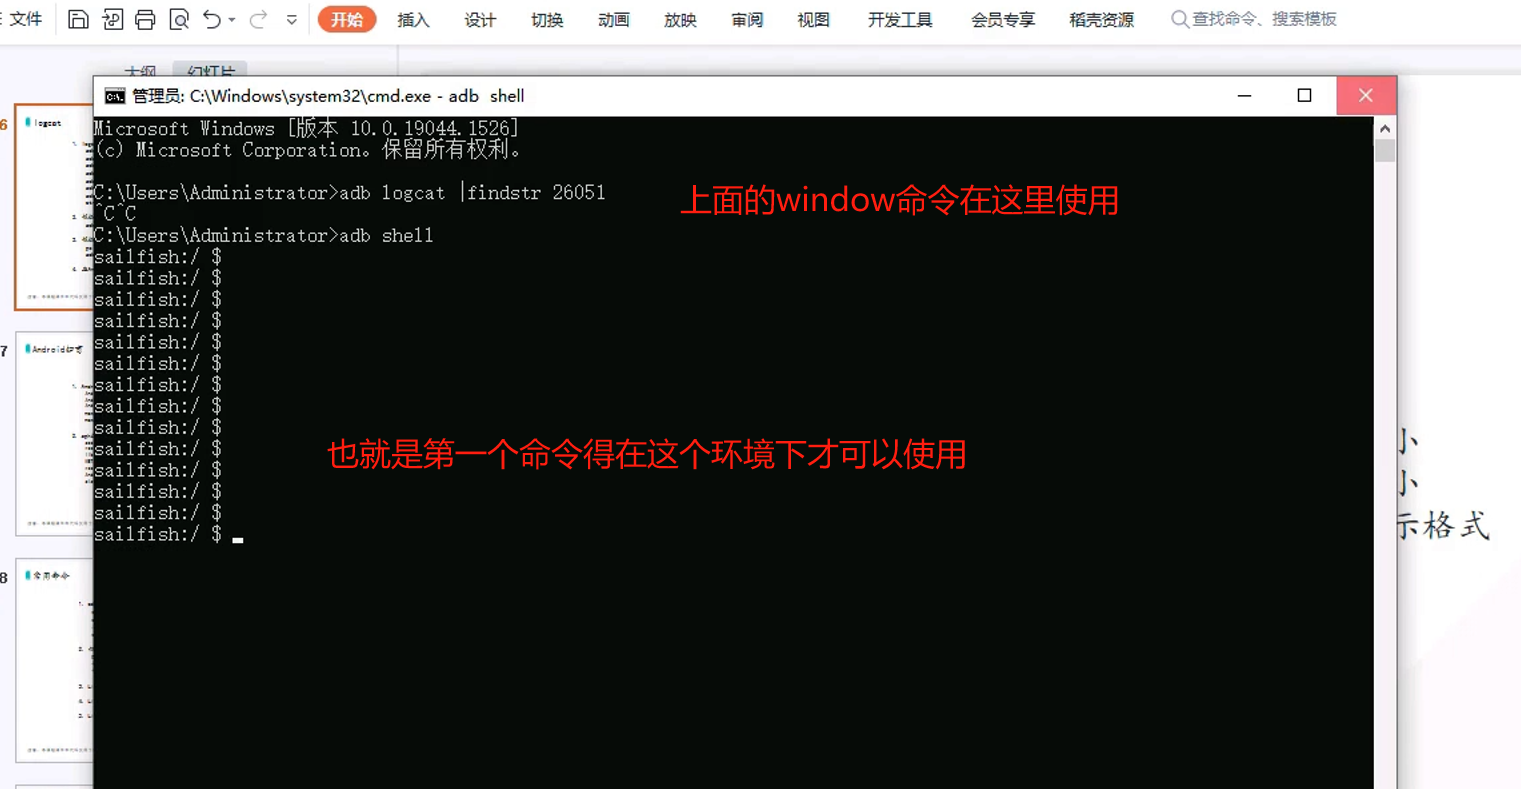 文件 开始 插入 设计 切换 动画 放映 审阅 视图 开发工具 会员专享 稻壳资源 查找命令、搜索模板
大纲 幻灯片
管理员: C:\Windows\system32\cmd.exe - adb shell
6 logcat
Microsoft Windows [版本 10.0.19044.1526]
(c) Microsoft Corporation。保留所有权利。
C:\Users\Administrator>adb logcat |findstr 26051
上面的window命令在这里使用
^C^C
C:\Users\Administrator>adb shell
sailfish:/ $
sailfish:/ $
sailfish:/ $
sailfish:/ $
sailfish:/ $
7
sailfish:/ $
sailfish:/ $
sailfish:/ $
sailfish:/ $
小
sailfish:/ $
也就是第一个命令得在这个环境下才可以使用
sailfish:/ $
sailfish:/ $
小
sailfish:/ $
示格式
sailfish:/ $
8 常用命令